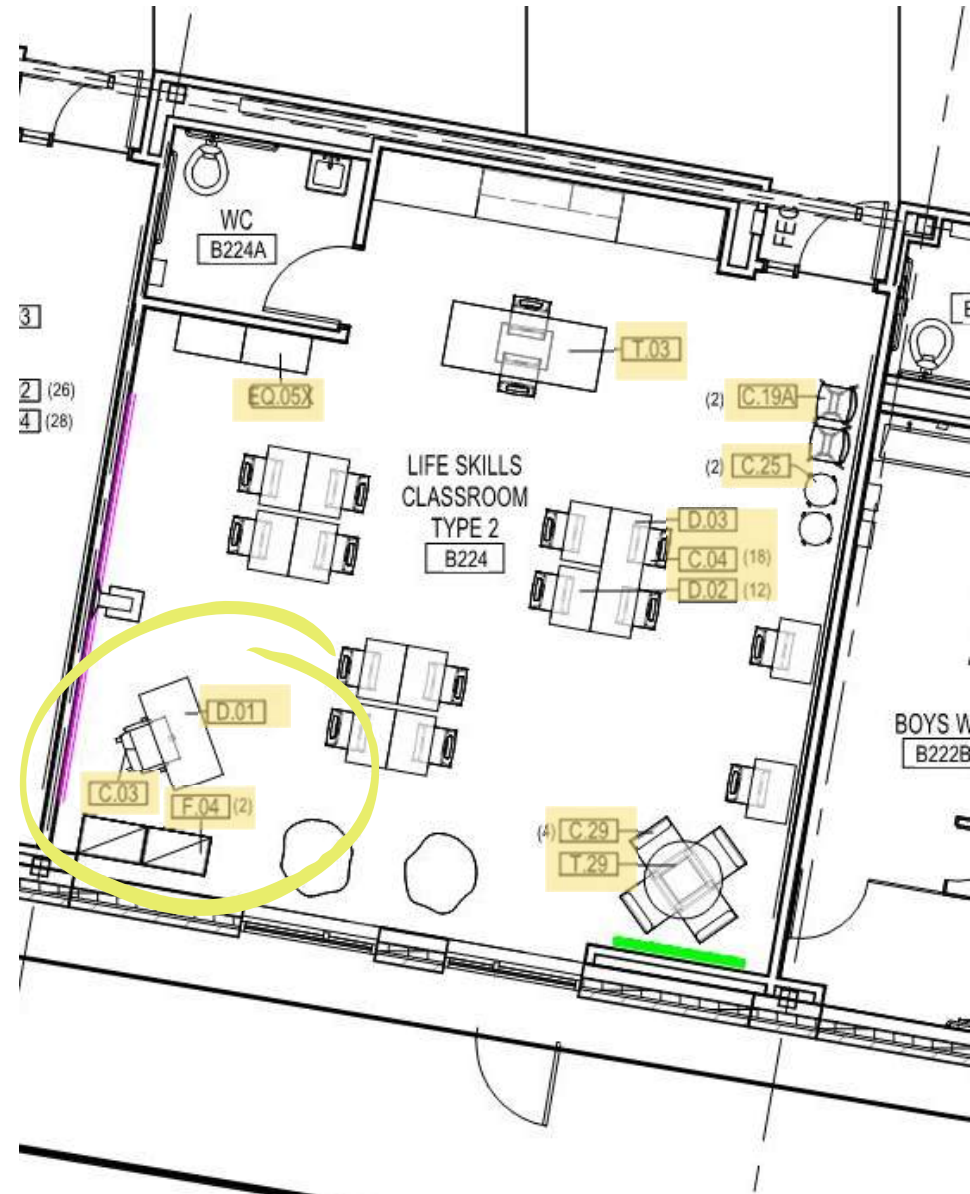 WC
B224A
FEC
3
EQ.05X
T.03
2 (26)
4 (28)
(2) C.19A
(2) C.25
LIFE SKILLS
CLASSROOM
TYPE 2
B224
D.03
C.04 (18)
D.02 (12)
D.01
C.03
F.04 (2)
(4) C.29
T.29
BOYS W
B222B